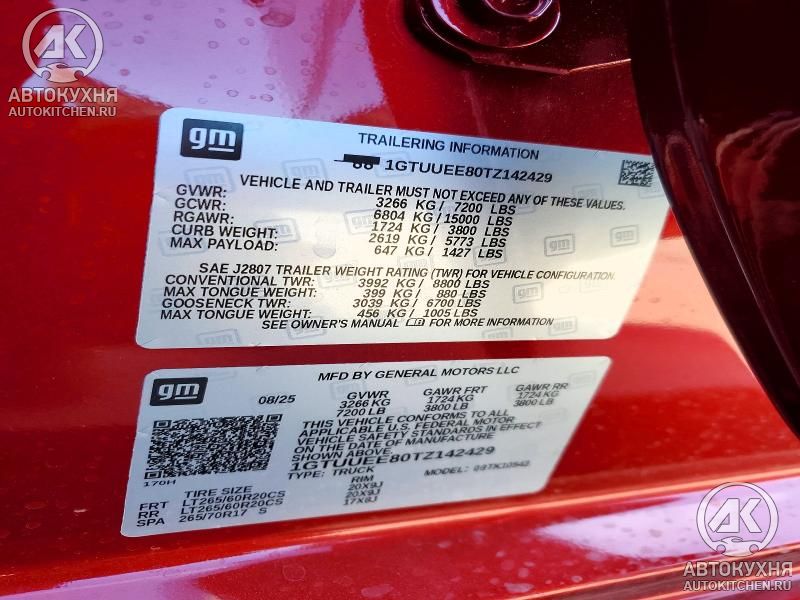 АВТОКУХНЯ
AUTOKITCHEN.RU
gm
TRAILERING INFORMATION
1GTUUEE80TZ142429
VEHICLE AND TRAILER MUST NOT EXCEED ANY OF THESE VALUES.
GVWR: 3266 KG/ 7200 LBS
GCWR: 6804 KG/15000 LBS
RGAWR: 1724 KG/ 3800 LBS
CURB WEIGHT: 2619 KG/ 5773 LBS
MAX PAYLOAD: 647 KG/ 1427 LBS
SAE J2807 TRAILER WEIGHT RATING (TWR) FOR VEHICLE CONFIGURATION.
CONVENTIONAL TWR: 3992 KG/ 8800 LBS
MAX TONGUE WEIGHT: 399 KG/ 880 LBS
GOOSENECK TWR: 3039 KG/ 6700 LBS
MAX TONGUE WEIGHT: 456 KG/ 1005 LBS
SEE OWNER'S MANUAL FOR MORE INFORMATION
gm
MFD BY GENERAL MOTORS LLC
08/25 GVWR GAWR FRT GAWR RR
3266 KG 1724 KG 1724 KG
7200 LB 3800 LB 3800 LB
THIS VEHICLE CONFORMS TO ALL
APPLICABLE U.S. FEDERAL MOTOR
VEHICLE SAFETY STANDARDS IN EFFECT
ON THE DATE OF MANUFACTURE
SHOWN ABOVE.
1GTUUEE80TZ142429
170H
TYPE: TRUCK MODEL:
TIRE SIZE RIM
FRT LT265/60R20CS 20X9J
RR LT265/60R20CS 20X9J
SPA 265/70R17 S 17X8J
АВТОКУХНЯ
AUTOKITCHEN.RU